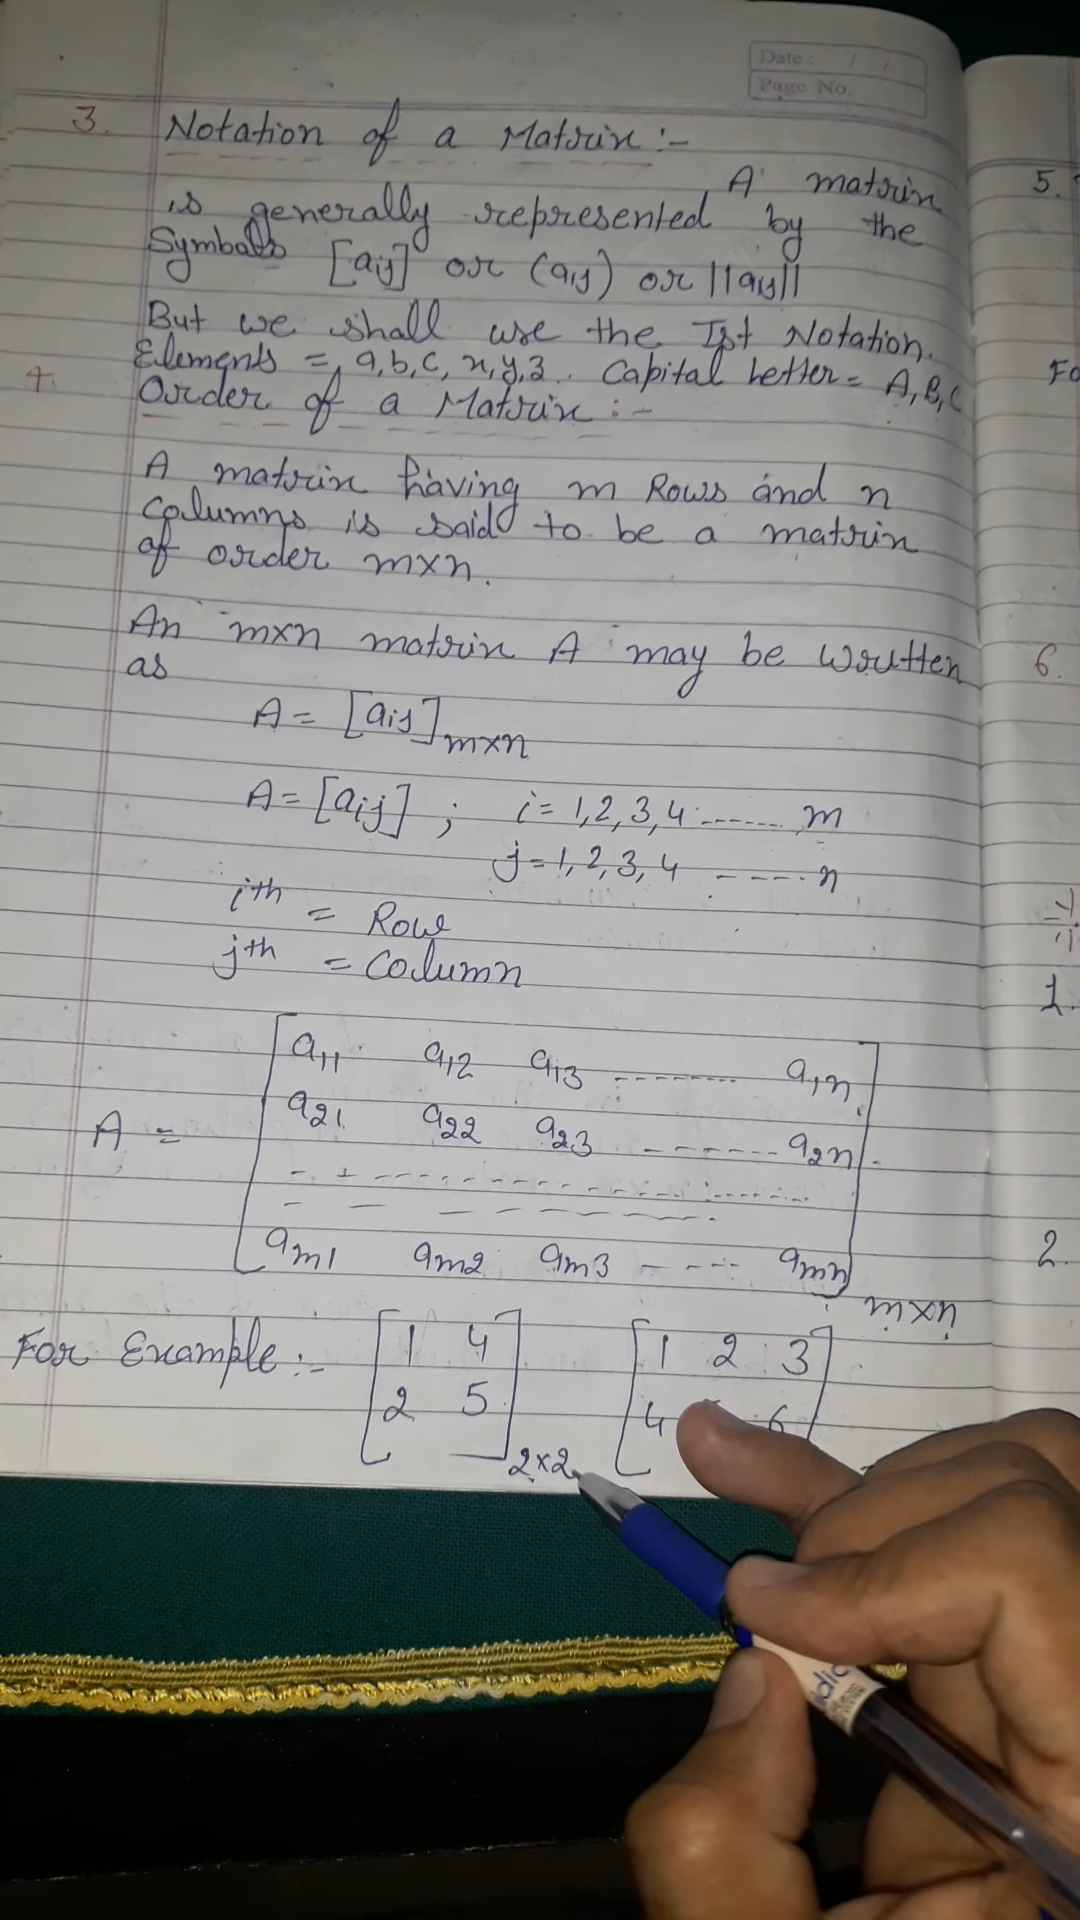 Date : / /
Page No.
3. Notation of a Matrix :-
A matrix
is generally represented by the
Symbols [aij] or (aij) or ||aij||
But we shall use the Ist Notation.
Elements = a,b,c,x,y,z. Capital Letter = A,B,C
4. Order of a Matrix :-
A matrix having m Rows and n
Columns is said to be a matrix
of order m×n.
An m×n matrix A may be written
as
A = [aij]m×n
A = [aij] ; i = 1,2,3,4 ------- m
j = 1,2,3,4 ----- n
ith = Row
jth = Column
a11 a12 a13 -------- a1n
A = a21 a22 a23 ------- a2n
am1 am2 am3 ---- amn
m×n
For Example :- [1 4 [1 2 3]
2 5] 2×2 4 6
5.
Fo
6.
1.
2.